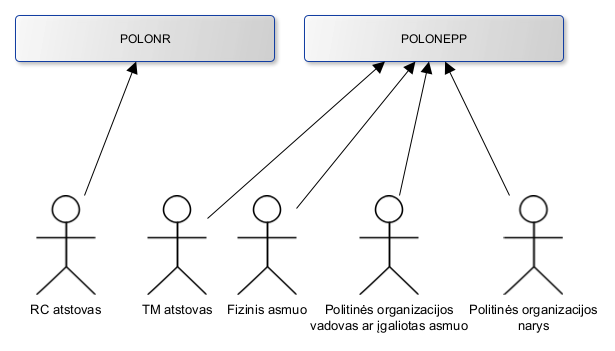 POLONR
POLONEPP
RC atstovas
TM atstovas
Fizinis asmuo
Politinės organizacijos
vadovas ar įgaliotas asmuo
Politinės organizacijos
narys